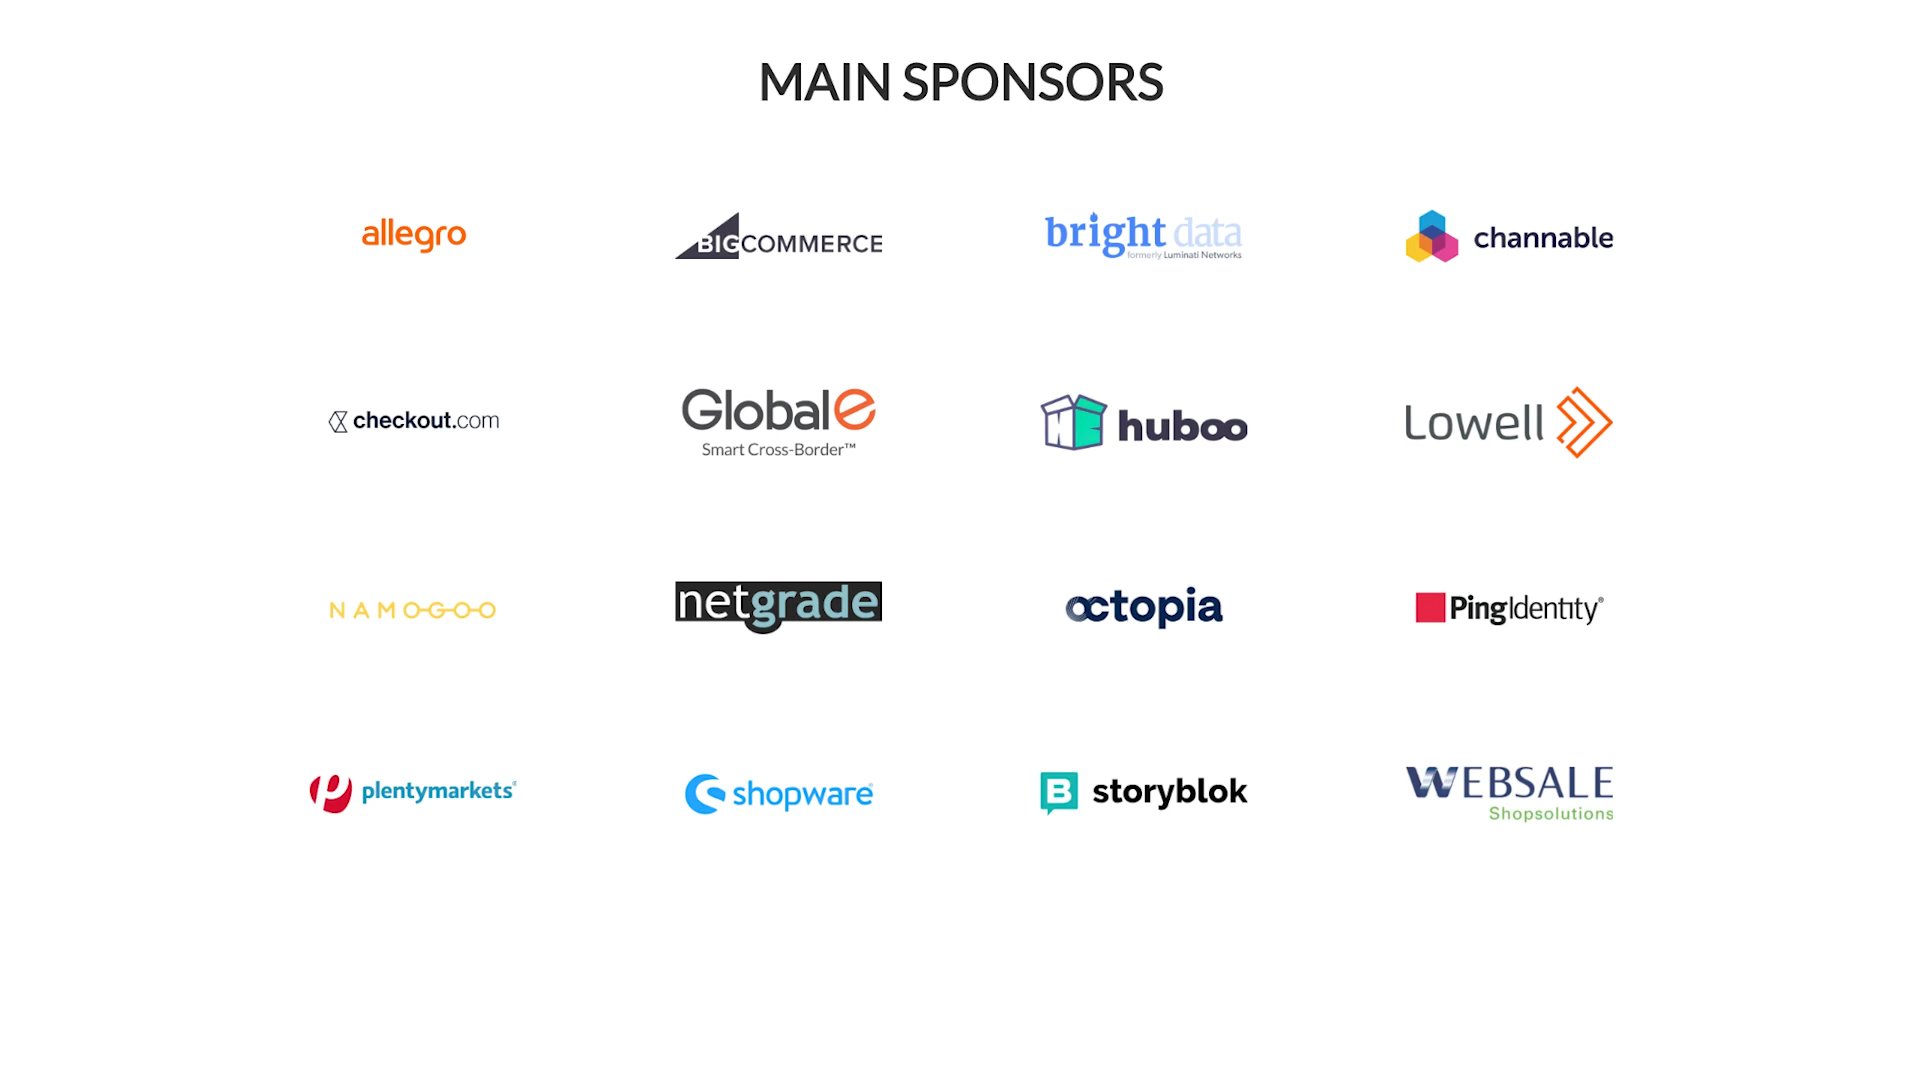 MAIN SPONSORS
allegro
BIGCOMMERCE
bright data
formerly Luminati Networks
channable
checkout.com
Globale
Smart Cross-Border™
huboo
Lowell
NAMOGOO
netgrade
octopia
PingIdentity®
plentymarkets®
shopware®
B storyblok
WEBSALE
Shopsolutions